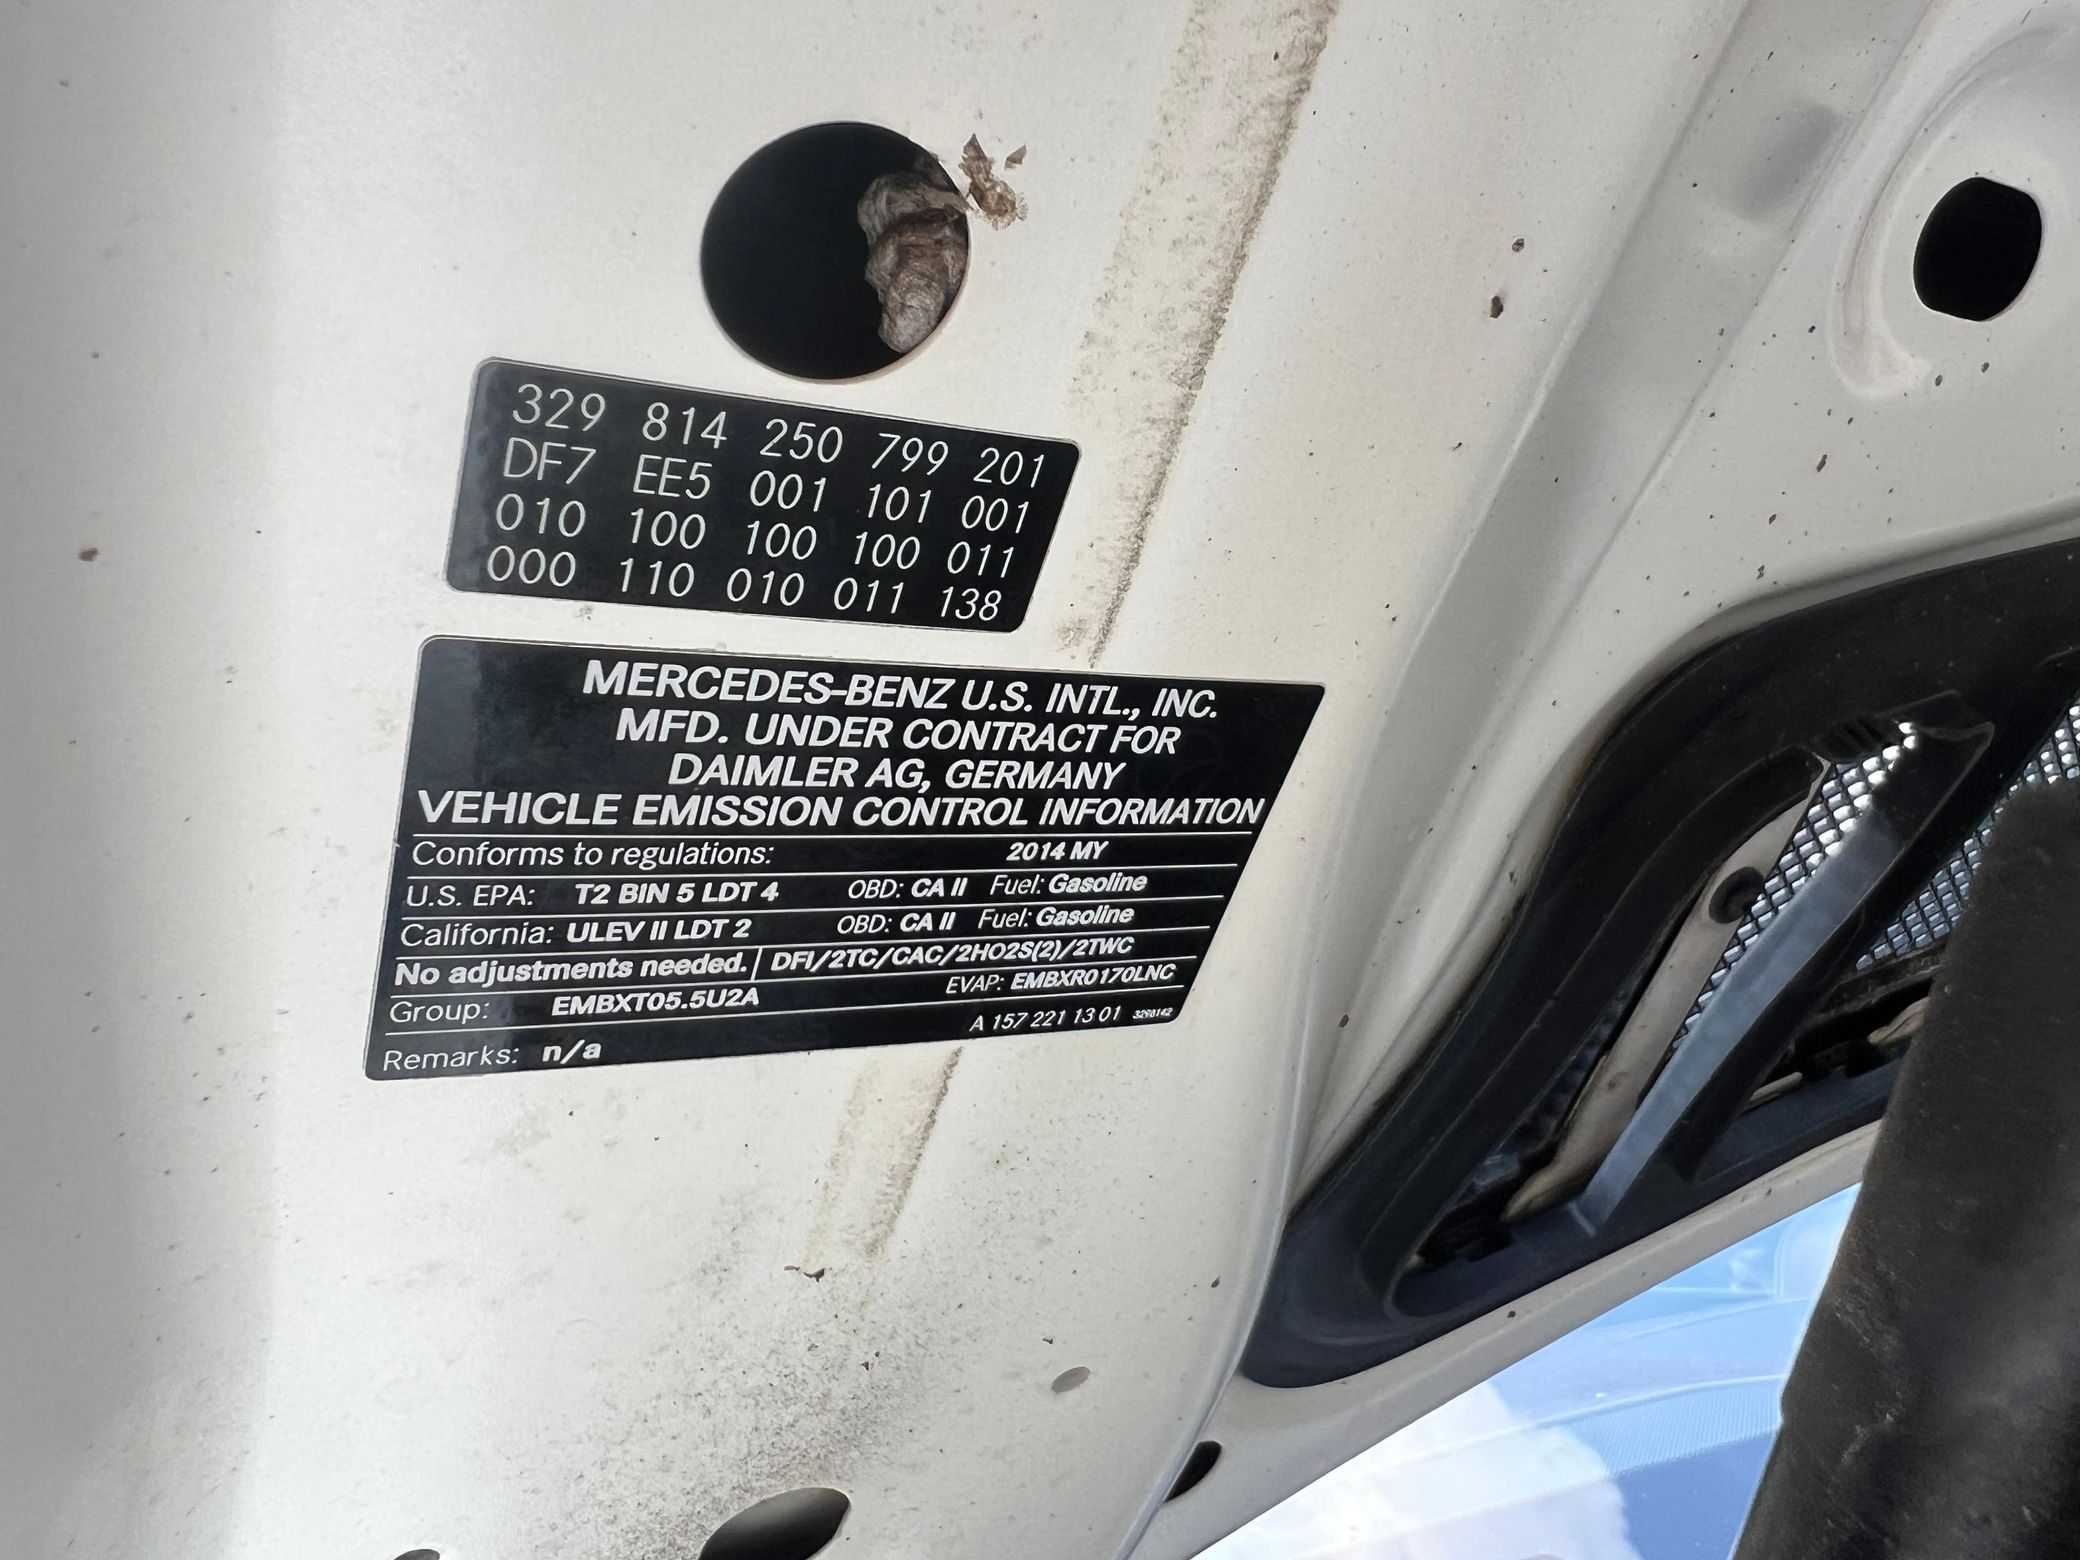 329 814 250 799 201
DF7 EE5 001 101 001
010 100 100 100 011
000 110 010 011 138
MERCEDES-BENZ U.S. INTL., INC.
MFD. UNDER CONTRACT FOR
DAIMLER AG, GERMANY
VEHICLE EMISSION CONTROL INFORMATION
Conforms to regulations: 2014 MY
U.S. EPA: T2 BIN 5 LDT 4 OBD: CA II Fuel: Gasoline
California: ULEV II LDT 2 OBD: CA II Fuel: Gasoline
No adjustments needed. DFI/2TC/CAC/2HO2S(2)/2TWC
Group: EMBXT05.5U2A EVAP: EMBXR0170LNC
Remarks: n/a A 157 221 13 01